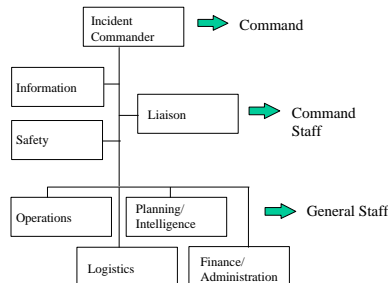 Incident
Commander
Command
Information
Liaison
Command
Staff
Safety
Operations
Planning/
Intelligence
General Staff
Logistics
Finance/
Administration